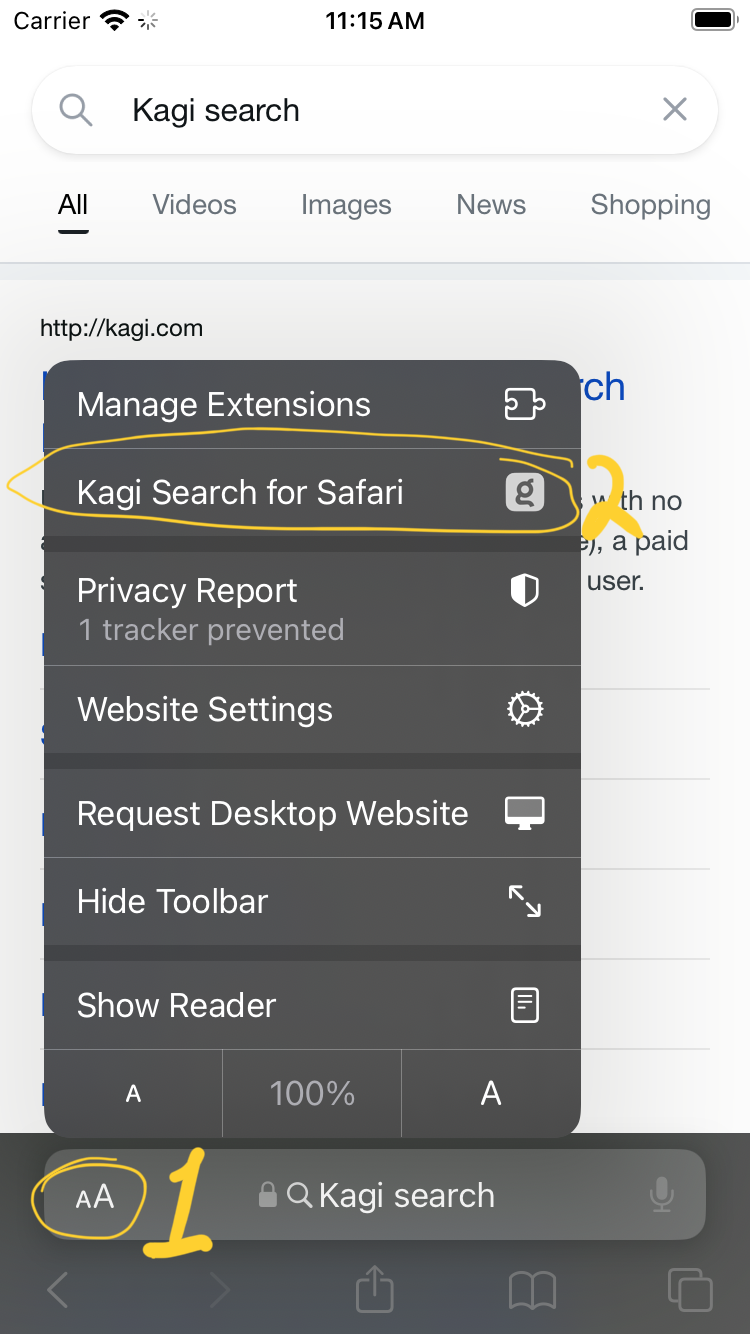 Carrier 11:15 AM
Kagi search
All Videos Images News Shopping
http://kagi.com
rch
Manage Extensions
Kagi Search for Safari g
2
with no
e), a paid
user.
Privacy Report
1 tracker prevented
Website Settings
Request Desktop Website
Hide Toolbar
Show Reader
A 100% A
AA 1 Kagi search